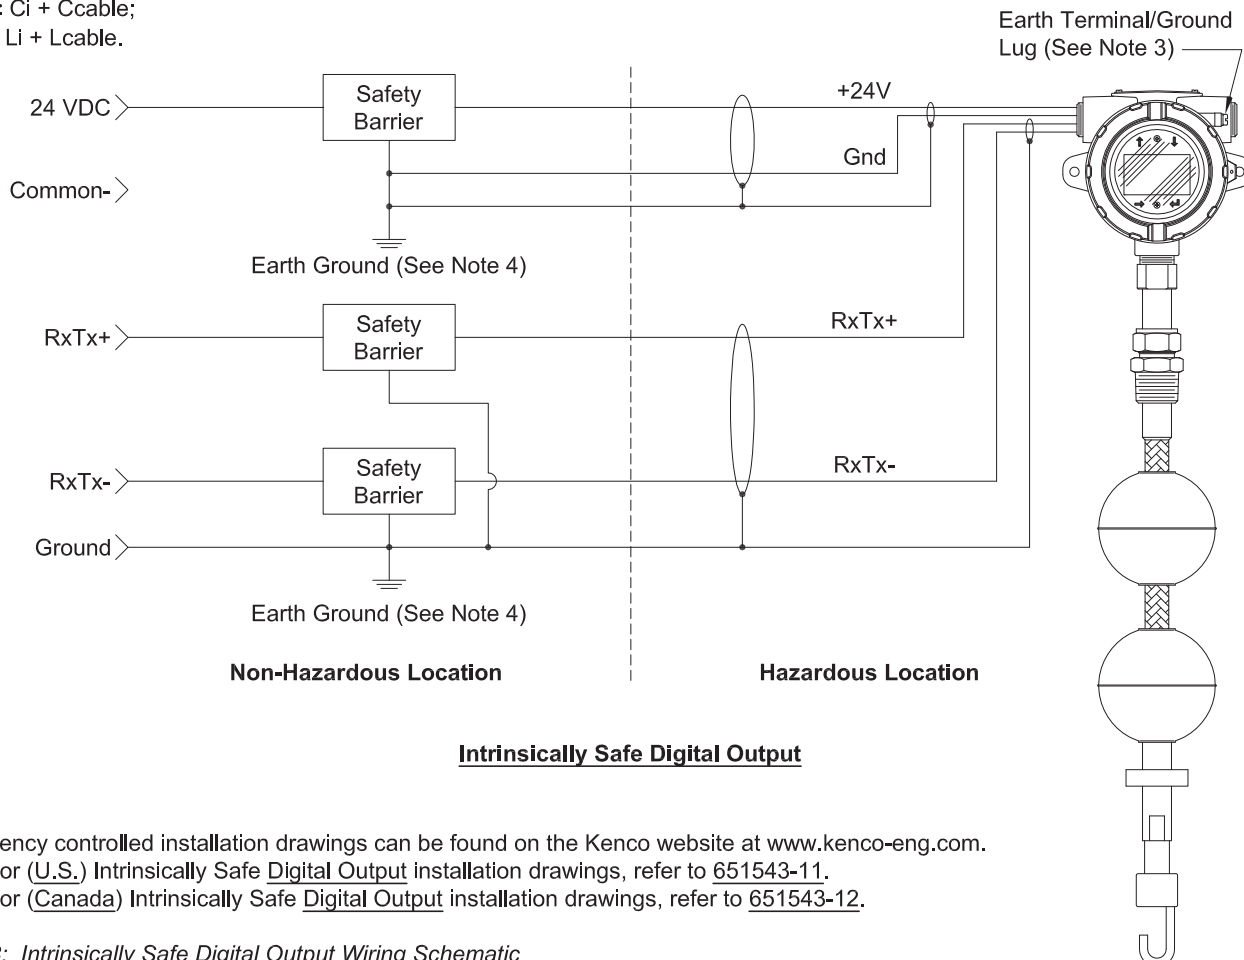 : Ci + Ccable;
Li + Lcable.
Earth Terminal/Ground
Lug (See Note 3)
24 VDC
Safety
Barrier
+24V
Gnd
Common-
Earth Ground (See Note 4)
RxTx+
Safety
Barrier
RxTx+
RxTx-
Safety
Barrier
RxTx-
Ground
Earth Ground (See Note 4)
Non-Hazardous Location
Hazardous Location
Intrinsically Safe Digital Output
ency controlled installation drawings can be found on the Kenco website at www.kenco-eng.com.
or (U.S.) Intrinsically Safe Digital Output installation drawings, refer to 651543-11.
or (Canada) Intrinsically Safe Digital Output installation drawings, refer to 651543-12.
: Intrinsically Safe Digital Output Wiring Schematic